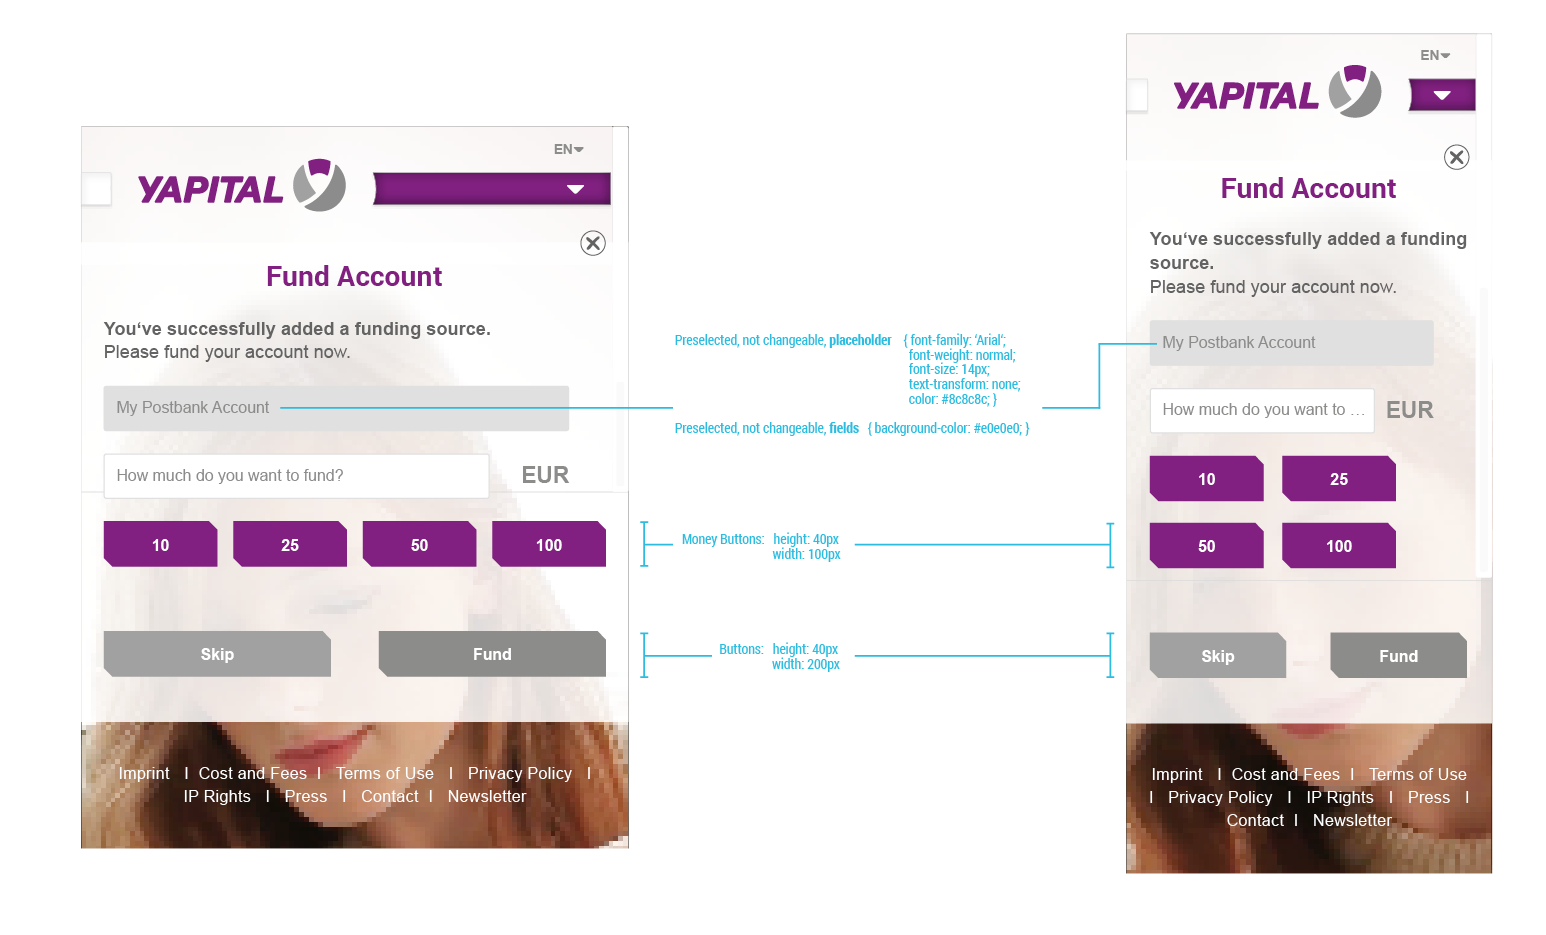 EN
YAPITAL
Fund Account
You‘ve successfully added a funding source.
Please fund your account now.
My Postbank Account
How much do you want to fund?
EUR
10
25
50
100
Skip
Fund
Imprint I Cost and Fees I Terms of Use I Privacy Policy I
IP Rights I Press I Contact I Newsletter
Preselected, not changeable, placeholder { font-family: ‘Arial‘;
font-weight: normal;
font-size: 14px;
text-transform: none;
color: #8c8c8c; }
Preselected, not changeable, fields { background-color: #e0e0e0; }
Money Buttons: height: 40px
width: 100px
Buttons: height: 40px
width: 200px
EN
YAPITAL
Fund Account
You‘ve successfully added a funding
source.
Please fund your account now.
My Postbank Account
How much do you want to ...
EUR
10
25
50
100
Skip
Fund
Imprint I Cost and Fees I Terms of Use
I Privacy Policy I IP Rights I Press I
Contact I Newsletter